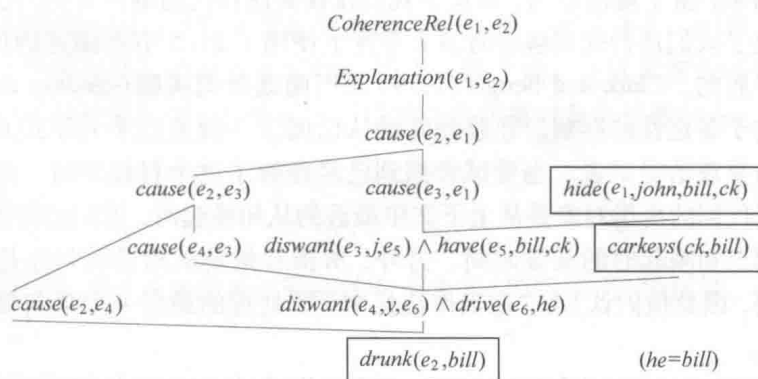 CoherenceRel(e₁,e₂)
Explanation(e₁,e₂)
cause(e₂,e₁)
cause(e₂,e₃) cause(e₃,e₁) hide(e₁,john,bill,ck)
cause(e₄,e₃) diswant(e₃,j,e₅) ∧ have(e₅,bill,ck) carkeys(ck,bill)
cause(e₂,e₄) diswant(e₄,y,e₆) ∧ drive(e₆,he)
drunk(e₂,bill) (he=bill)